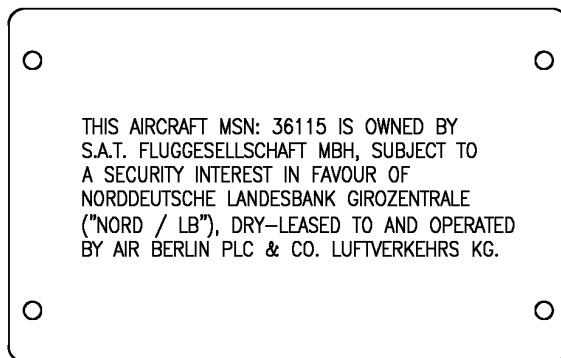 THIS AIRCRAFT MSN: 36115 IS OWNED BY
S.A.T. FLUGGESELLSCHAFT MBH, SUBJECT TO
A SECURITY INTEREST IN FAVOUR OF
NORDDEUTSCHE LANDESBANK GIROZENTRALE
("NORD / LB"), DRY-LEASED TO AND OPERATED
BY AIR BERLIN PLC & CO. LUFTVERKEHRS KG.